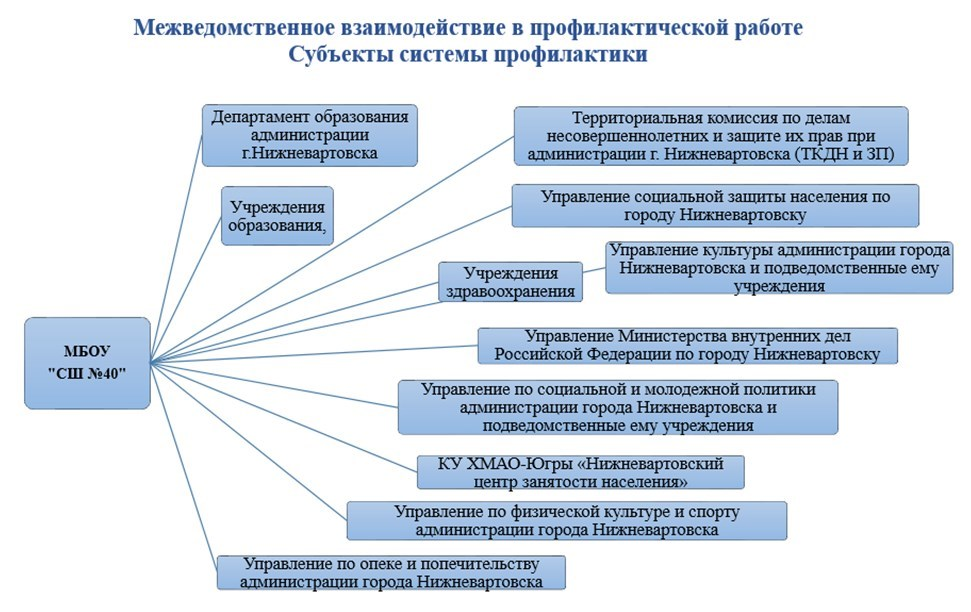 Межведомственное взаимодействие в профилактической работе
Субъекты системы профилактики
Департамент образования
администрации
г.Нижневартовска
Территориальная комиссия по делам
несовершеннолетних и защите их прав при
администрации г. Нижневартовска (ТКДН и ЗП)
Учреждения
образования,
Управление социальной защиты населения по
городу Нижневартовску
Управление культуры администрации города
Нижневартовска и подведомственные ему
учреждения
Учреждения
здравоохранения
МБОУ
"СШ №40"
Управление Министерства внутренних дел
Российской Федерации по городу Нижневартовску
Управление по социальной и молодежной политики
администрации города Нижневартовска и
подведомственные ему учреждения
КУ ХМАО-Югры «Нижневартовский
центр занятости населения»
Управление по физической культуре и спорту
администрации города Нижневартовска
Управление по опеке и попечительству
администрации города Нижневартовска